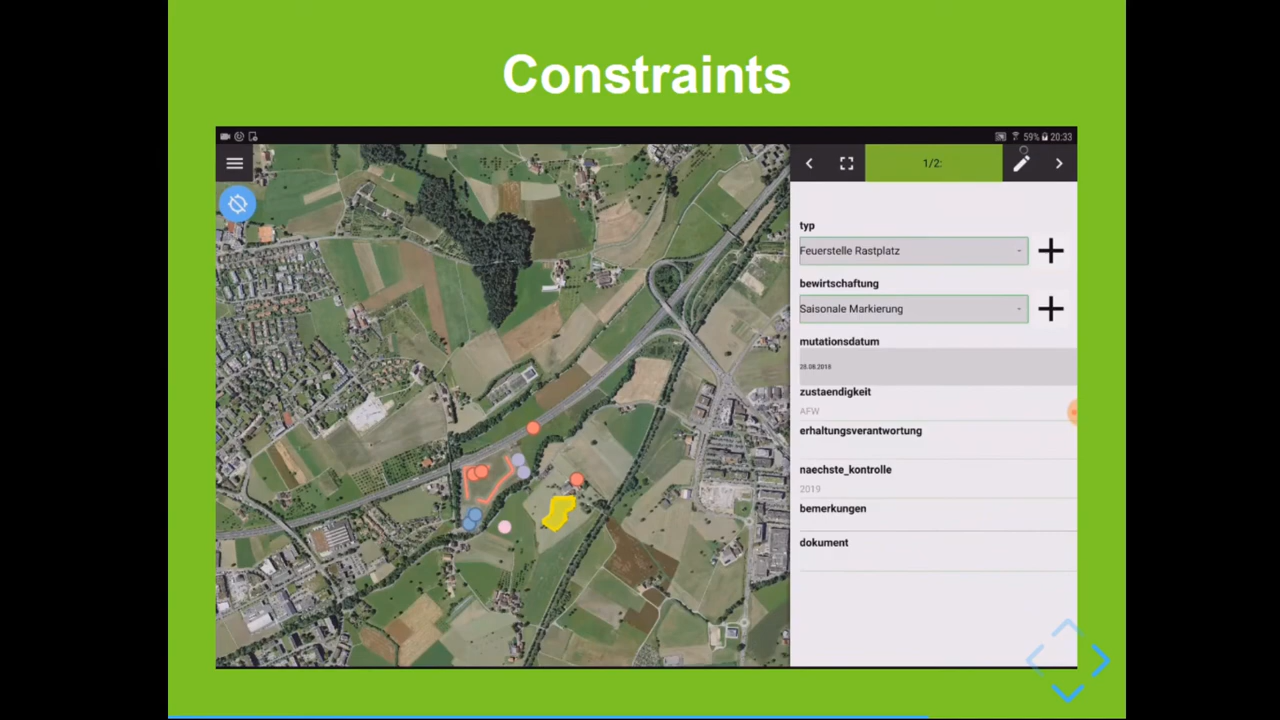 Constraints
59% 20:33
1/2:
typ
Feuerstelle Rastplatz
bewirtschaftung
Saisonale Markierung
mutationsdatum
28.08.2018
zustaendigkeit
AFW
erhaltungsverantwortung
naechste_kontrolle
2019
bemerkungen
dokument